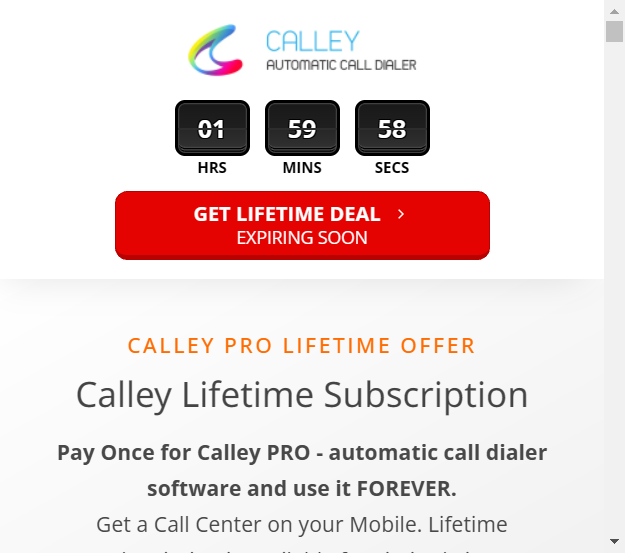 CALLEY
AUTOMATIC CALL DIALER
01 59 58
HRS MINS SECS
GET LIFETIME DEAL >
EXPIRING SOON
CALLEY PRO LIFETIME OFFER
Calley Lifetime Subscription
Pay Once for Calley PRO - automatic call dialer
software and use it FOREVER.
Get a Call Center on your Mobile. Lifetime